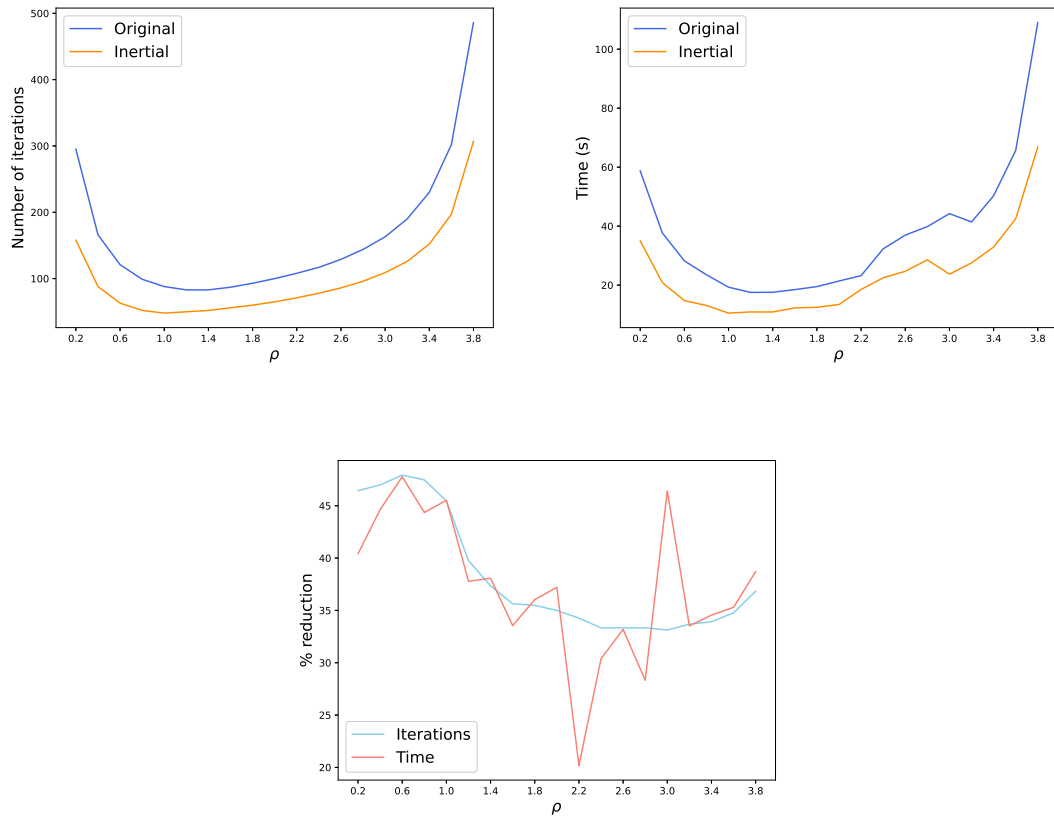 Original
Inertial
Number of iterations
500
400
300
200
100
0.2 0.6 1.0 1.4 1.8 2.2 2.6 3.0 3.4 3.8
ρ
Original
Inertial
Time (s)
100
80
60
40
20
0.2 0.6 1.0 1.4 1.8 2.2 2.6 3.0 3.4 3.8
ρ
% reduction
45
40
35
30
25
20
Iterations
Time
0.2 0.6 1.0 1.4 1.8 2.2 2.6 3.0 3.4 3.8
ρ